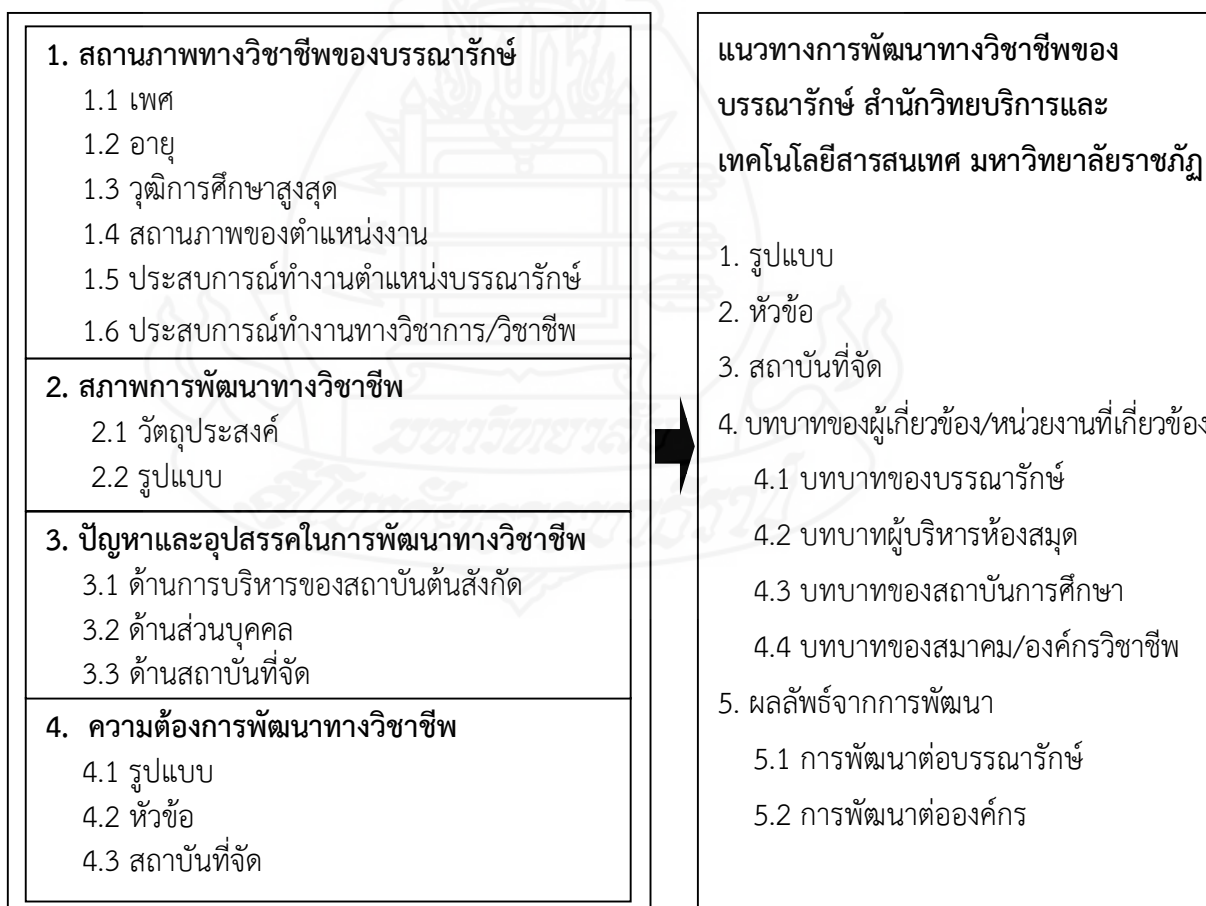 1. สถานภาพทางวิชาชีพของบรรณารักษ์
1.1 เพศ
1.2 อายุ
1.3 วุฒิการศึกษาสูงสุด
1.4 สถานภาพของตำแหน่งงาน
1.5 ประสบการณ์ทำงานตำแหน่งบรรณารักษ์
1.6 ประสบการณ์ทำงานทางวิชาการ/วิชาชีพ
2. สภาพการพัฒนาทางวิชาชีพ
2.1 วัตถุประสงค์
2.2 รูปแบบ
3. ปัญหาและอุปสรรคในการพัฒนาทางวิชาชีพ
3.1 ด้านการบริหารของสถาบันต้นสังกัด
3.2 ด้านส่วนบุคคล
3.3 ด้านสถาบันที่จัด
4. ความต้องการพัฒนาทางวิชาชีพ
4.1 รูปแบบ
4.2 หัวข้อ
4.3 สถาบันที่จัด
แนวทางการพัฒนาทางวิชาชีพของ
บรรณารักษ์ สำนักวิทยบริการและ
เทคโนโลยีสารสนเทศ มหาวิทยาลัยราชภัฏ
1. รูปแบบ
2. หัวข้อ
3. สถาบันที่จัด
4. บทบาทของผู้เกี่ยวข้อง/หน่วยงานที่เกี่ยวข้อง
4.1 บทบาทของบรรณารักษ์
4.2 บทบาทผู้บริหารห้องสมุด
4.3 บทบาทของสถาบันการศึกษา
4.4 บทบาทของสมาคม/องค์กรวิชาชีพ
5. ผลลัพธ์จากการพัฒนา
5.1 การพัฒนาต่อบรรณารักษ์
5.2 การพัฒนาต่อองค์กร